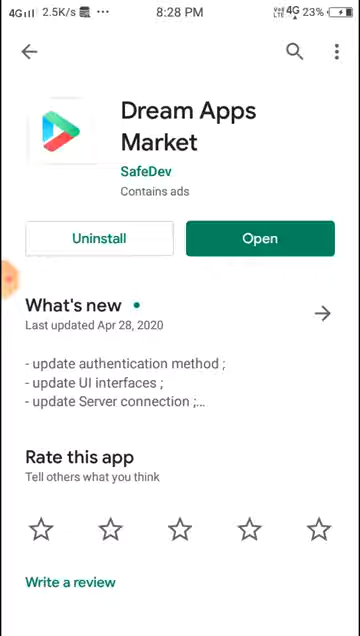 4G 2.5K/s ... 8:28 PM VoLTE 4G 23%
Dream Apps
Market
SafeDev
Contains ads
Uninstall
Open
What's new
Last updated Apr 28, 2020
- update authentication method ;
- update UI interfaces ;
- update Server connection ;...
Rate this app
Tell others what you think
Write a review